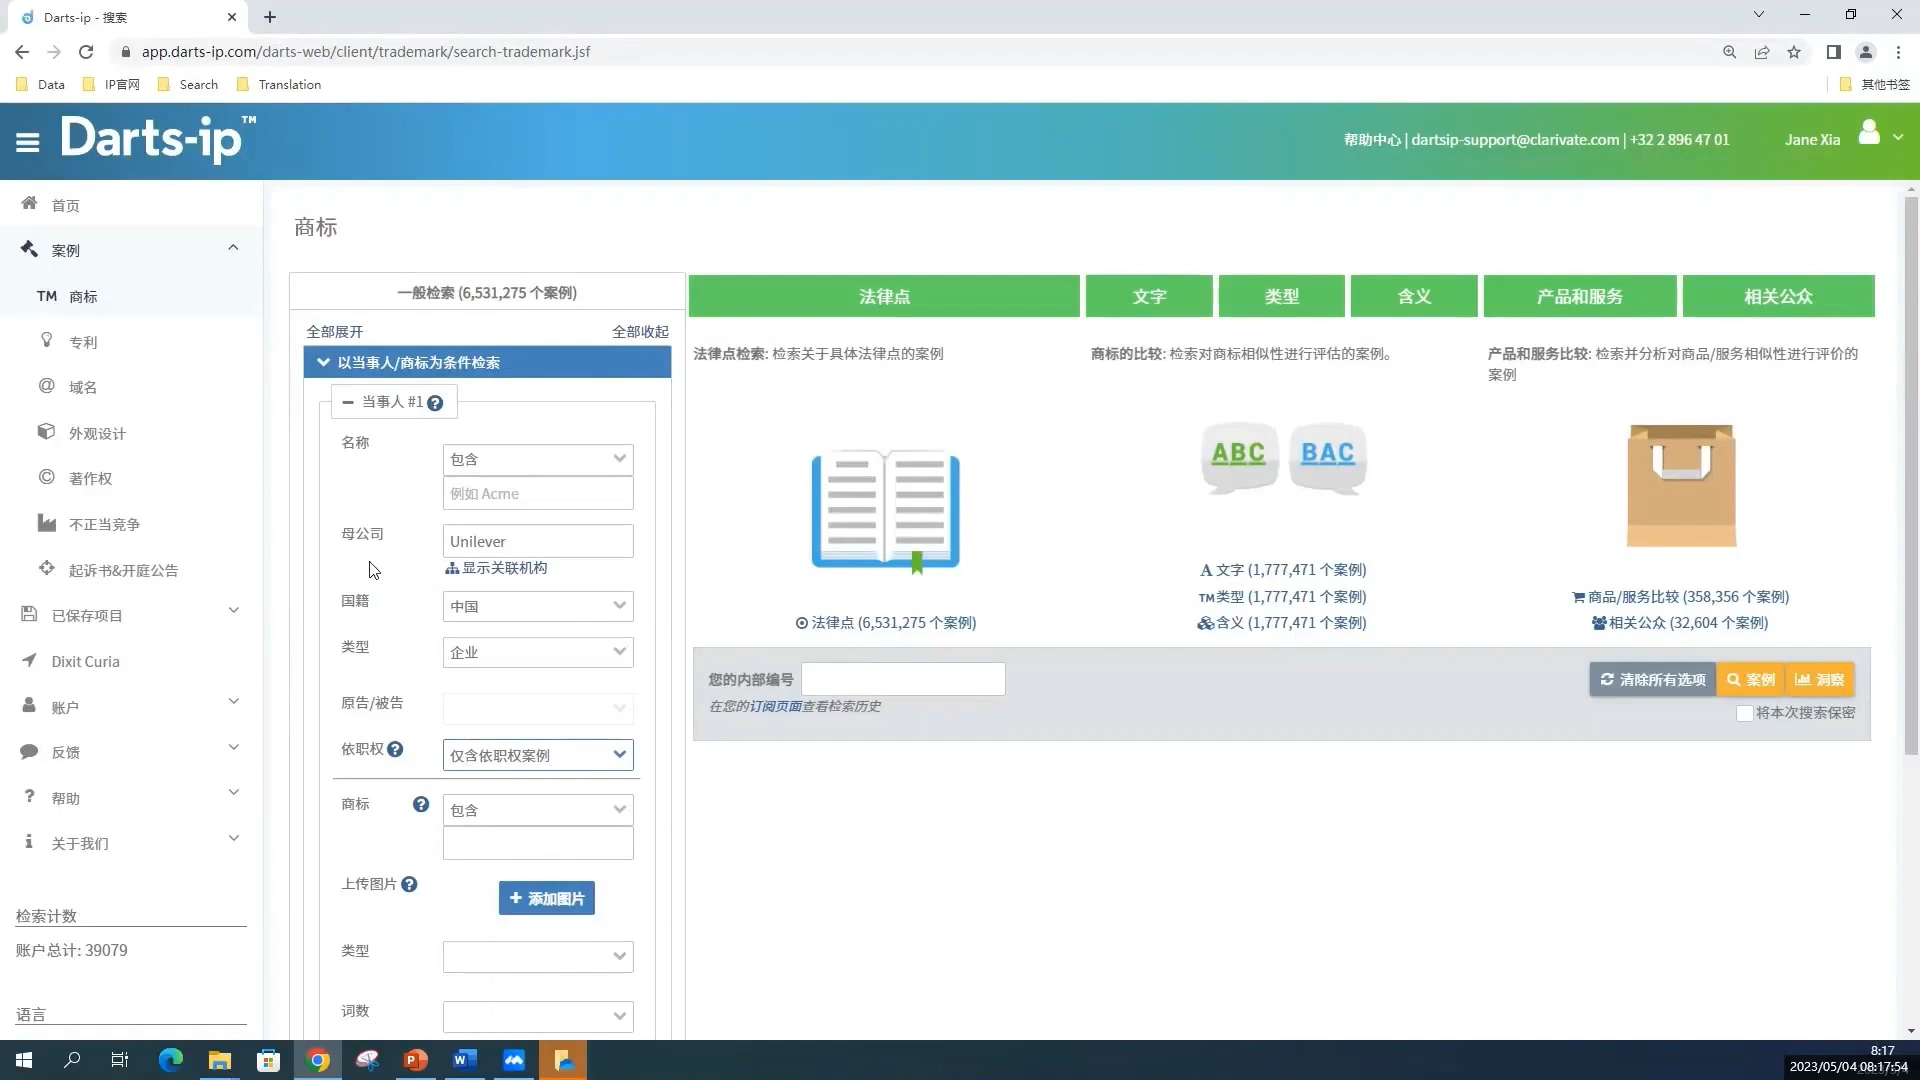 Darts-ip - 搜索
app.darts-ip.com/darts-web/client/trademark/search-trademark.jsf
Data
IP官网
Search
Translation
其他书签
Darts-ip™
帮助中心 | dartsip-support@clarivate.com | +32 2 896 47 01
Jane Xia
首页
案例
TM 商标
专利
域名
外观设计
著作权
不正当竞争
起诉书&开庭公告
已保存项目
Dixit Curia
账户
反馈
帮助
关于我们
检索计数
账户总计: 39079
语言
商标
一般检索 (6,531,275 个案例)
全部展开
全部收起
以当事人/商标为条件检索
当事人 #1
名称
包含
例如 Acme
母公司
Unilever
显示关联机构
国籍
中国
类型
企业
原告/被告
依职权
仅含依职权案例
商标
包含
上传图片
+ 添加图片
类型
词数
法律点
文字
类型
含义
产品和服务
相关公众
法律点检索: 检索关于具体法律点的案例
商标的比较: 检索对商标相似性进行评估的案例。
产品和服务比较: 检索并分析对商品/服务相似性进行评价的
案例
ABC
BAC
法律点 (6,531,275 个案例)
A 文字 (1,777,471 个案例)
TM类型 (1,777,471 个案例)
含义 (1,777,471 个案例)
商品/服务比较 (358,356 个案例)
相关公众 (32,604 个案例)
您的内部编号
在您的订阅页面查看检索历史
清除所有选项
案例
洞察
将本次搜索保密
8:17
2023/05/04 08:17:54